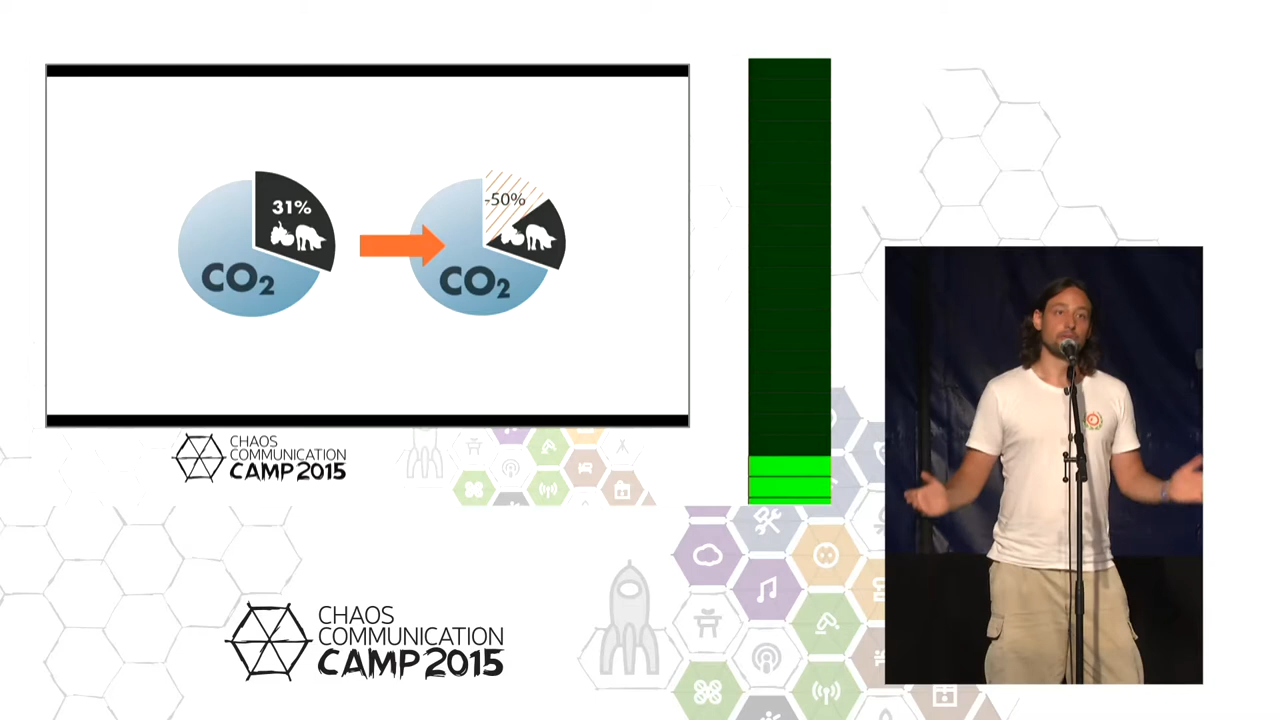 31%
CO2
-50%
CO2
CHAOS
COMMUNICATION
CAMP 2015
CHAOS
COMMUNICATION
CAMP 2015